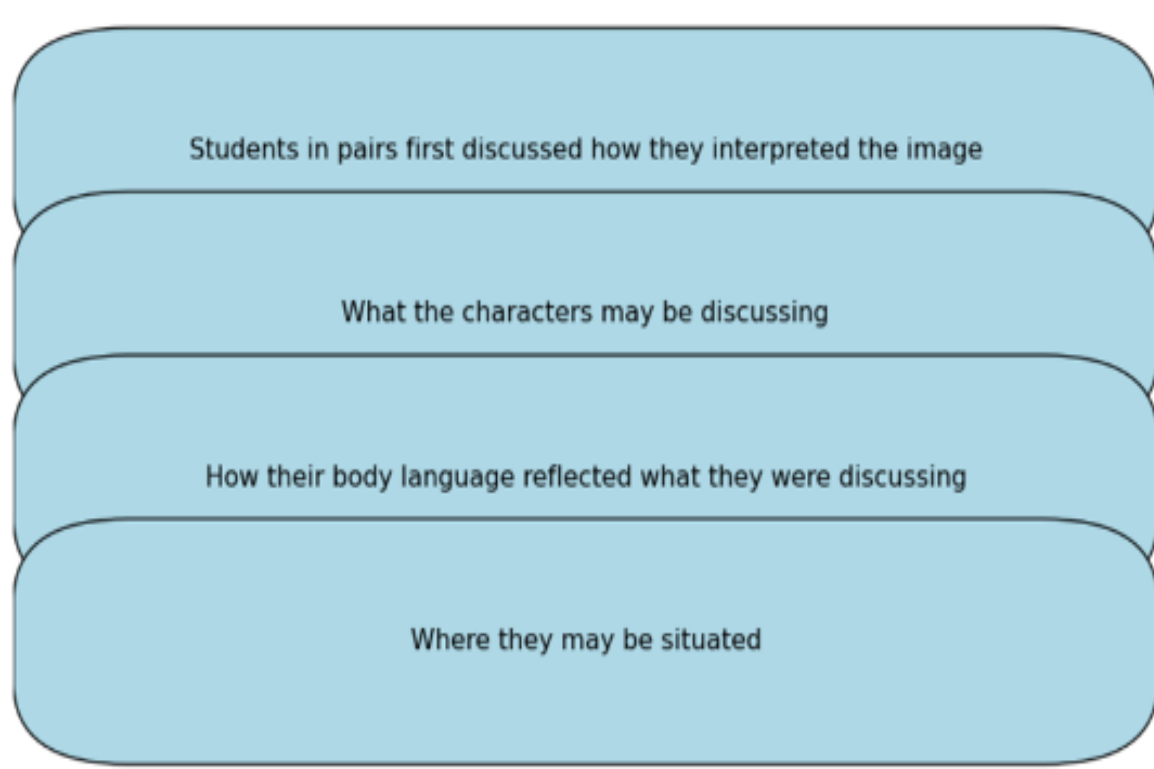 Students in pairs first discussed how they interpreted the image
What the characters may be discussing
How their body language reflected what they were discussing
Where they may be situated